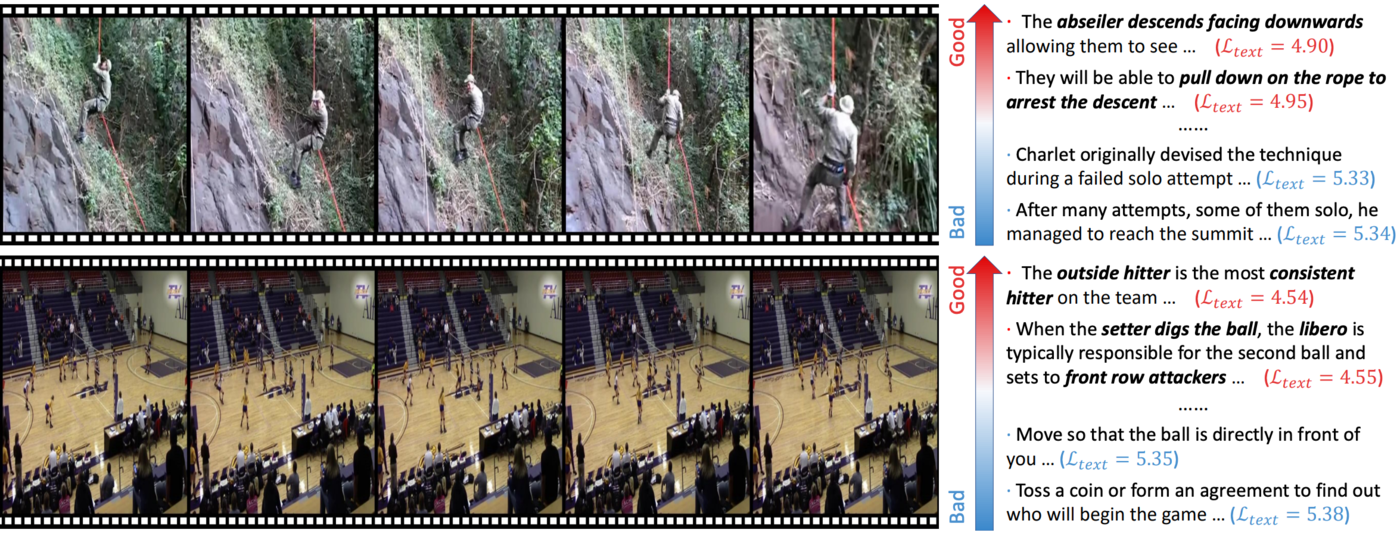 Good
Bad
· The abseiler descends facing downwards
allowing them to see ... (ℒtext = 4.90)
· They will be able to pull down on the rope to
arrest the descent ... (ℒtext = 4.95)
......
· Charlet originally devised the technique
during a failed solo attempt ... (ℒtext = 5.33)
· After many attempts, some of them solo, he
managed to reach the summit ... (ℒtext = 5.34)
Good
Bad
· The outside hitter is the most consistent
hitter on the team ... (ℒtext = 4.54)
· When the setter digs the ball, the libero is
typically responsible for the second ball and
sets to front row attackers ... (ℒtext = 4.55)
......
· Move so that the ball is directly in front of
you ... (ℒtext = 5.35)
· Toss a coin or form an agreement to find out
who will begin the game ... (ℒtext = 5.38)